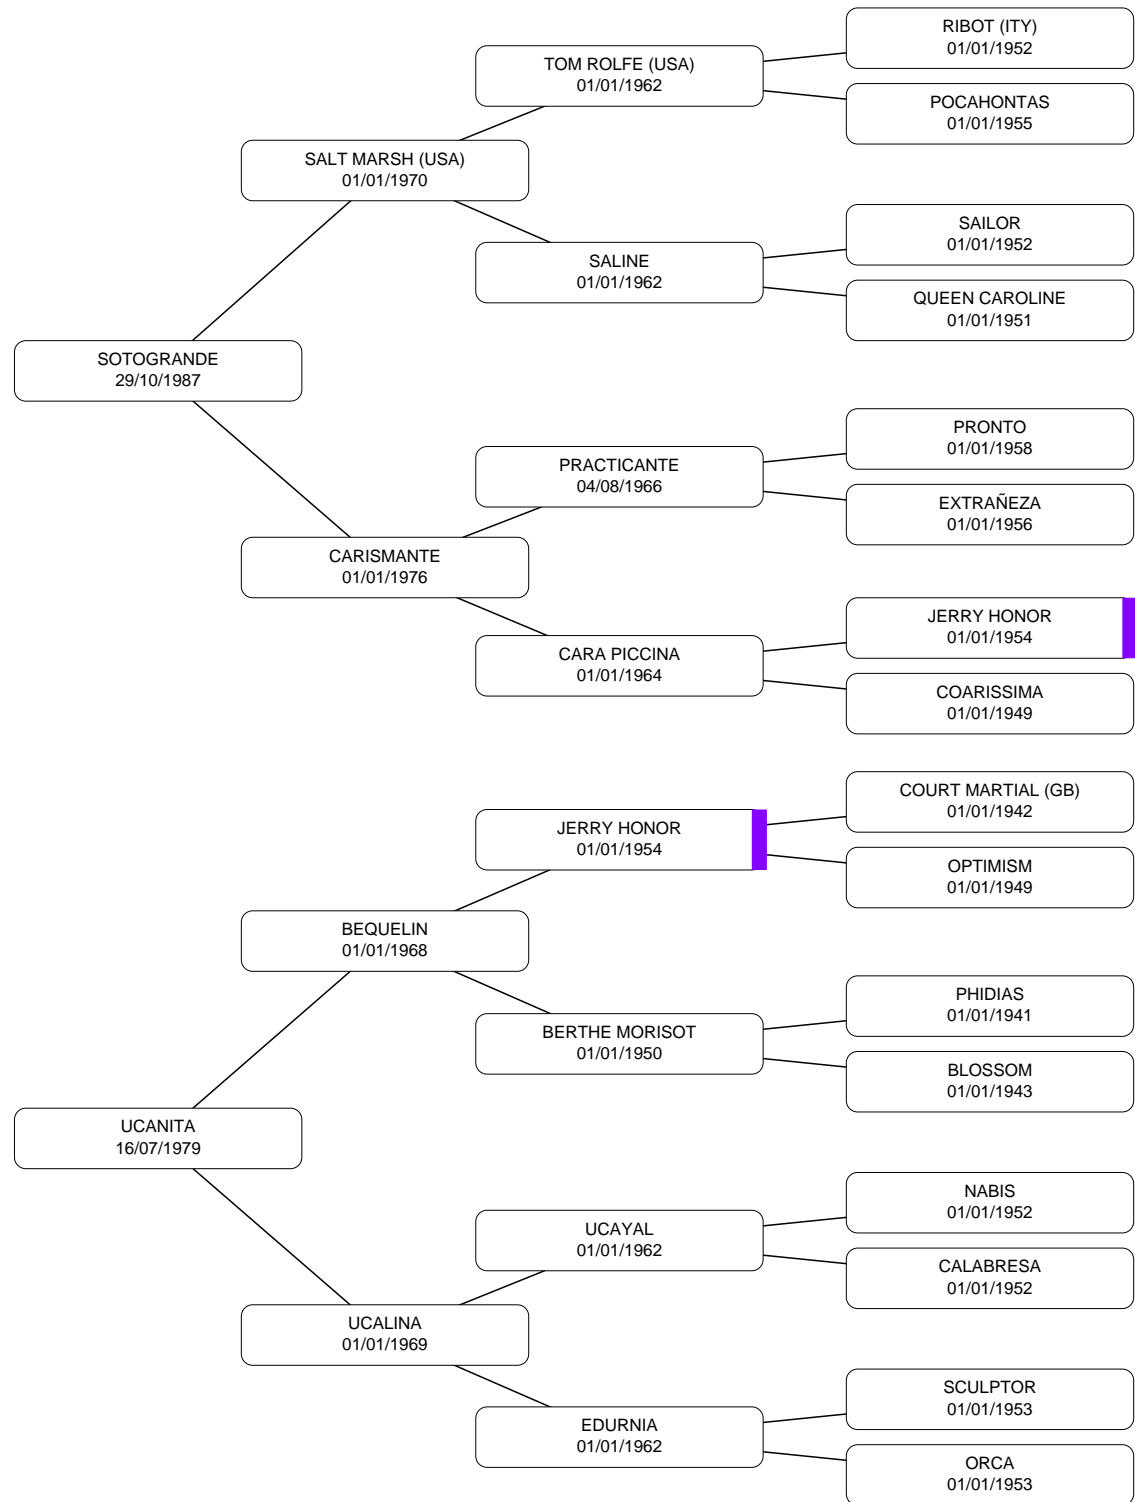 RIBOT (ITY)
01/01/1952
TOM ROLFE (USA)
01/01/1962
POCAHONTAS
01/01/1955
SALT MARSH (USA)
01/01/1970
SAILOR
01/01/1952
SALINE
01/01/1962
QUEEN CAROLINE
01/01/1951
SOTOGRANDE
29/10/1987
PRONTO
01/01/1958
PRACTICANTE
04/08/1966
EXTRAÑEZA
01/01/1956
CARISMANTE
01/01/1976
JERRY HONOR
01/01/1954
CARA PICCINA
01/01/1964
COARISSIMA
01/01/1949
COURT MARTIAL (GB)
01/01/1942
JERRY HONOR
01/01/1954
OPTIMISM
01/01/1949
BEQUELIN
01/01/1968
PHIDIAS
01/01/1941
BERTHE MORISOT
01/01/1950
BLOSSOM
01/01/1943
UCANITA
16/07/1979
NABIS
01/01/1952
UCAYAL
01/01/1962
CALABRESA
01/01/1952
UCALINA
01/01/1969
SCULPTOR
01/01/1953
EDURNIA
01/01/1962
ORCA
01/01/1953